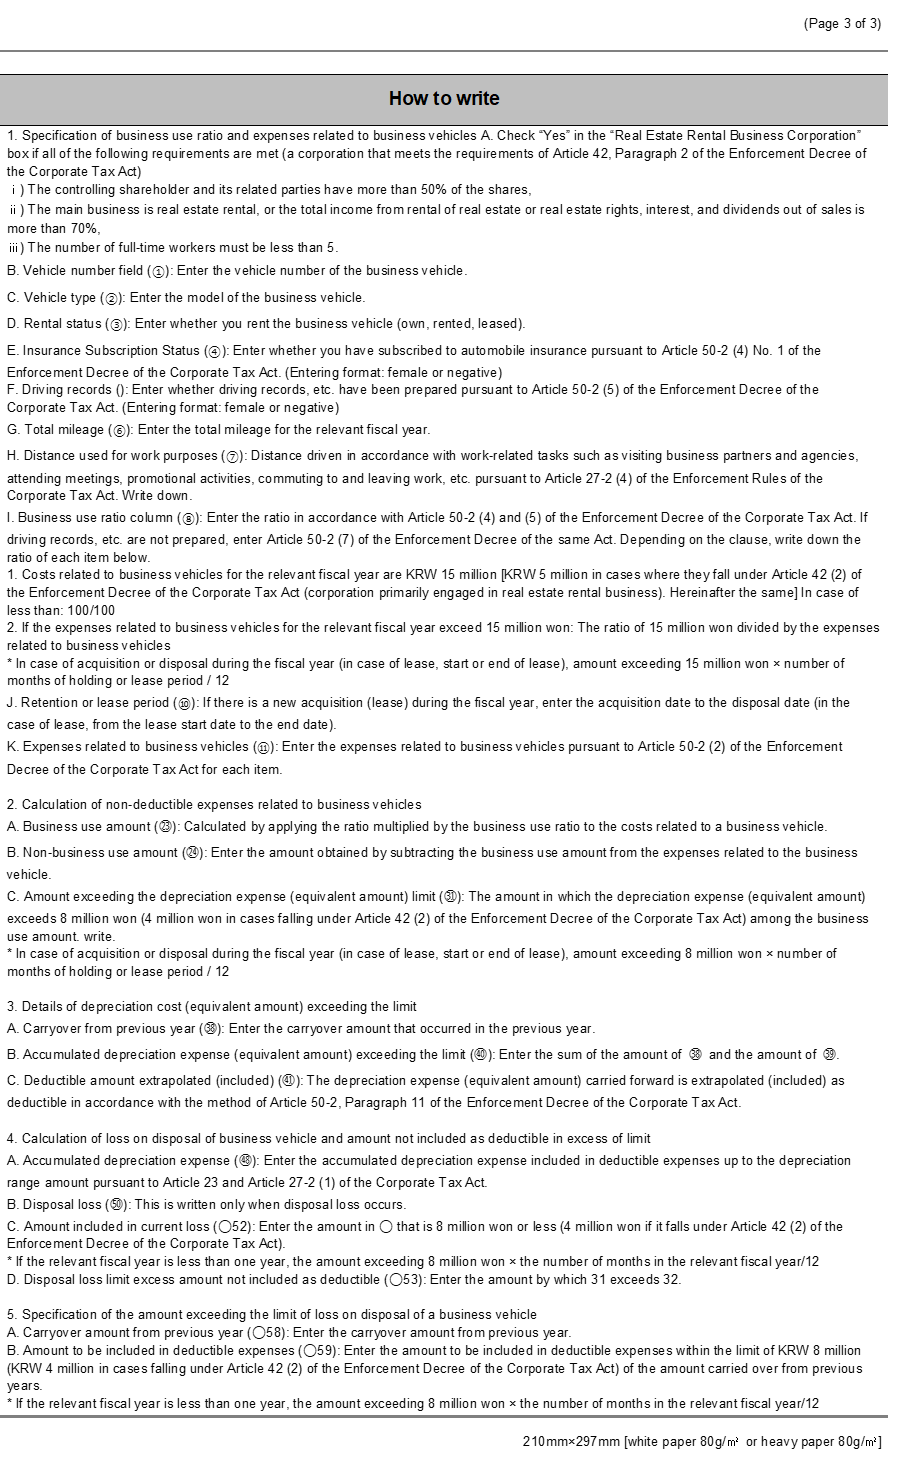 (Page 3 of 3)
How to write
1. Specification of business use ratio and expenses related to business vehicles A. Check “Yes” in the “Real Estate Rental Business Corporation”
box if all of the following requirements are met (a corporation that meets the requirements of Article 42, Paragraph 2 of the Enforcement Decree of
the Corporate Tax Act)
ⅰ) The controlling shareholder and its related parties have more than 50% of the shares,
ⅱ) The main business is real estate rental, or the total income from rental of real estate or real estate rights, interest, and dividends out of sales is
more than 70%,
ⅲ) The number of full-time workers must be less than 5.
B. Vehicle number field (①): Enter the vehicle number of the business vehicle.
C. Vehicle type (②): Enter the model of the business vehicle.
D. Rental status (③): Enter whether you rent the business vehicle (own, rented, leased).
E. Insurance Subscription Status (④): Enter whether you have subscribed to automobile insurance pursuant to Article 50-2 (4) No. 1 of the
Enforcement Decree of the Corporate Tax Act. (Entering format: female or negative)
F. Driving records (): Enter whether driving records, etc. have been prepared pursuant to Article 50-2 (5) of the Enforcement Decree of the
Corporate Tax Act. (Entering format: female or negative)
G. Total mileage (⑥): Enter the total mileage for the relevant fiscal year.
H. Distance used for work purposes (⑦): Distance driven in accordance with work-related tasks such as visiting business partners and agencies,
attending meetings, promotional activities, commuting to and leaving work, etc. pursuant to Article 27-2 (4) of the Enforcement Rules of the
Corporate Tax Act. Write down.
I. Business use ratio column (⑧): Enter the ratio in accordance with Article 50-2 (4) and (5) of the Enforcement Decree of the Corporate Tax Act. If
driving records, etc. are not prepared, enter Article 50-2 (7) of the Enforcement Decree of the same Act. Depending on the clause, write down the
ratio of each item below.
1. Costs related to business vehicles for the relevant fiscal year are KRW 15 million [KRW 5 million in cases where they fall under Article 42 (2) of
the Enforcement Decree of the Corporate Tax Act (corporation primarily engaged in real estate rental business). Hereinafter the same] In case of
less than: 100/100
2. If the expenses related to business vehicles for the relevant fiscal year exceed 15 million won: The ratio of 15 million won divided by the expenses
related to business vehicles
* In case of acquisition or disposal during the fiscal year (in case of lease, start or end of lease), amount exceeding 15 million won × number of
months of holding or lease period / 12
J. Retention or lease period (⑩): If there is a new acquisition (lease) during the fiscal year, enter the acquisition date to the disposal date (in the
case of lease, from the lease start date to the end date).
K. Expenses related to business vehicles (⑪): Enter the expenses related to business vehicles pursuant to Article 50-2 (2) of the Enforcement
Decree of the Corporate Tax Act for each item.
2. Calculation of non-deductible expenses related to business vehicles
A. Business use amount (㉓): Calculated by applying the ratio multiplied by the business use ratio to the costs related to a business vehicle.
B. Non-business use amount (㉔): Enter the amount obtained by subtracting the business use amount from the expenses related to the business
vehicle.
C. Amount exceeding the depreciation expense (equivalent amount) limit (㉛): The amount in which the depreciation expense (equivalent amount)
exceeds 8 million won (4 million won in cases falling under Article 42 (2) of the Enforcement Decree of the Corporate Tax Act) among the business
use amount. write.
* In case of acquisition or disposal during the fiscal year (in case of lease, start or end of lease), amount exceeding 8 million won × number of
months of holding or lease period / 12
3. Details of depreciation cost (equivalent amount) exceeding the limit
A. Carryover from previous year (㊳): Enter the carryover amount that occurred in the previous year.
B. Accumulated depreciation expense (equivalent amount) exceeding the limit (㊵): Enter the sum of the amount of ㊳ and the amount of ㊴.
C. Deductible amount extrapolated (included) (㊶): The depreciation expense (equivalent amount) carried forward is extrapolated (included) as
deductible in accordance with the method of Article 50-2, Paragraph 11 of the Enforcement Decree of the Corporate Tax Act.
4. Calculation of loss on disposal of business vehicle and amount not included as deductible in excess of limit
A. Accumulated depreciation expense (㊽): Enter the accumulated depreciation expense included in deductible expenses up to the depreciation
range amount pursuant to Article 23 and Article 27-2 (1) of the Corporate Tax Act.
B. Disposal loss (㊿): This is written only when disposal loss occurs.
C. Amount included in current loss (◯52): Enter the amount in ◯ that is 8 million won or less (4 million won if it falls under Article 42 (2) of the
Enforcement Decree of the Corporate Tax Act).
* If the relevant fiscal year is less than one year, the amount exceeding 8 million won × the number of months in the relevant fiscal year/12
D. Disposal loss limit excess amount not included as deductible (◯53): Enter the amount by which 31 exceeds 32.
5. Specification of the amount exceeding the limit of loss on disposal of a business vehicle
A. Carryover amount from previous year (◯58): Enter the carryover amount from previous year.
B. Amount to be included in deductible expenses (◯59): Enter the amount to be included in deductible expenses within the limit of KRW 8 million
(KRW 4 million in cases falling under Article 42 (2) of the Enforcement Decree of the Corporate Tax Act) of the amount carried over from previous
years.
* If the relevant fiscal year is less than one year, the amount exceeding 8 million won × the number of months in the relevant fiscal year/12
210mm×297mm [white paper 80g/㎡ or heavy paper 80g/㎡]